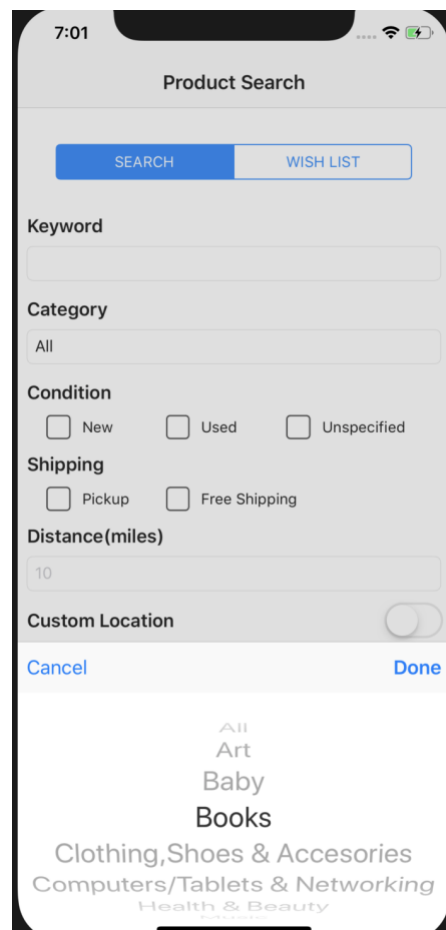 7:01
Product Search
SEARCH WISH LIST
Keyword
Category
All
Condition
New Used Unspecified
Shipping
Pickup Free Shipping
Distance(miles)
10
Custom Location
Cancel Done
All
Art
Baby
Books
Clothing,Shoes & Accesories
Computers/Tablets & Networking
Health & Beauty